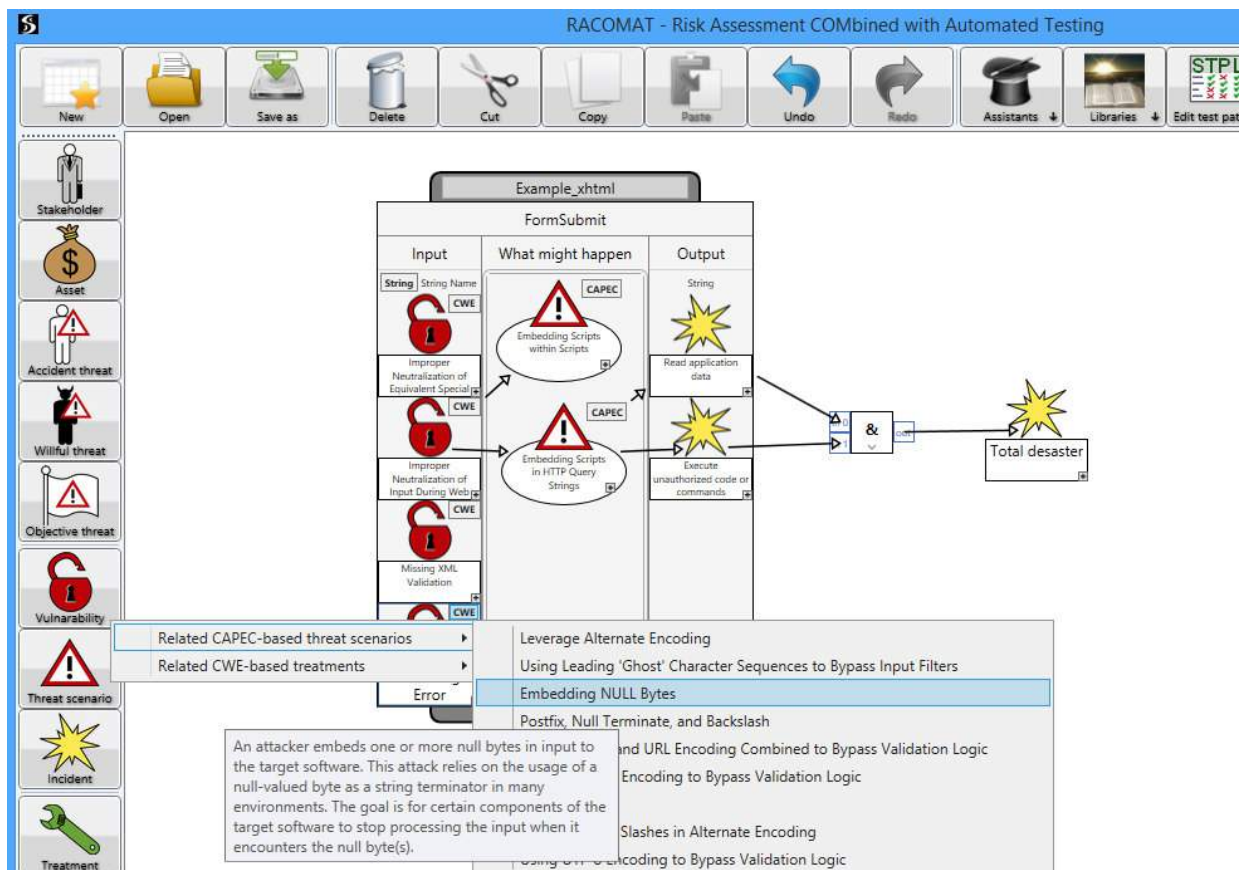 RACOMAT - Risk Assessment COMbined with Automated Testing
New
Open
Save as
Delete
Cut
Copy
Paste
Undo
Redo
Assistants
Libraries
STPL
Edit test pat
Stakeholder
Asset
Accident threat
Willful threat
Objective threat
Vulnarability
Threat scenario
Incident
Treatment
Example_xhtml
FormSubmit
Input
What might happen
Output
String String Name
CWE
Improper
Neutralization of
Equivalent Special
CWE
Improper
Neutralization of
Input During Web
CWE
Missing XML
Validation
CWE
Error
CAPEC
Embedding Scripts
within Scripts
CAPEC
Embedding Scripts
in HTTP Query
Strings
String
Read application
data
Execute
unauthorized code or
commands
0
1
&
out
Total desaster
Related CAPEC-based threat scenarios
Related CWE-based treatments
Leverage Alternate Encoding
Using Leading 'Ghost' Character Sequences to Bypass Input Filters
Embedding NULL Bytes
Postfix, Null Terminate, and Backslash
and URL Encoding Combined to Bypass Validation Logic
Encoding to Bypass Validation Logic
Slashes in Alternate Encoding
Encoding to Bypass Validation Logic
An attacker embeds one or more null bytes in input to
the target software. This attack relies on the usage of a
null-valued byte as a string terminator in many
environments. The goal is for certain components of the
target software to stop processing the input when it
encounters the null byte(s).